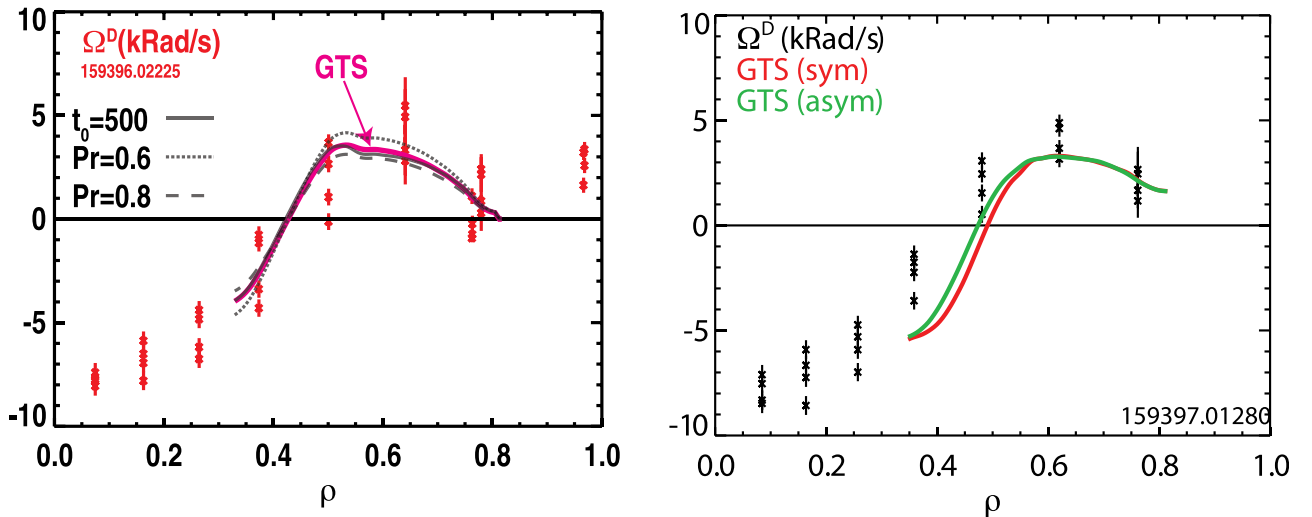 10
5
0
-5
-10
Ω^D(kRad/s)
159396.02225
GTS
t_0=500
Pr=0.6
Pr=0.8
0.0 0.2 0.4 0.6 0.8 1.0
ρ
10
5
0
-5
-10
Ω^D (kRad/s)
GTS (sym)
GTS (asym)
159397.01280
0.0 0.2 0.4 0.6 0.8 1.0
ρ